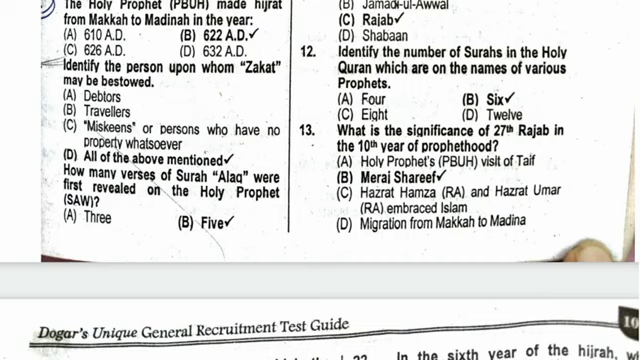 The Holy Prophet (PBUH) made hijrat
from Makkah to Madinah in the year:
(A) 610 A.D. (B) 622 A.D.✓
(C) 626 A.D. (D) 632 A.D.
Identify the person upon whom "Zakat"
may be bestowed.
(A) Debtors
(B) Travellers
(C) "Miskeens" or persons who have no
property whatsoever
(D) All of the above mentioned✓
How many verses of Surah "Alaq" were
first revealed on the Holy Prophet
(SAW)?
(A) Three (B) Five✓
(B) Jamadi-ul-Awwal
(C) Rajab✓
(D) Shabaan
12. Identify the number of Surahs in the Holy
Quran which are on the names of various
Prophets.
(A) Four (B) Six✓
(C) Eight (D) Twelve
13. What is the significance of 27th Rajab in
the 10th year of prophethood?
(A) Holy Prophet's (PBUH) visit of Taif
(B) Meraj Shareef✓
(C) Hazrat Hamza (RA) and Hazrat Umar
(RA) embraced Islam
(D) Migration from Makkah to Madina
Dogar's Unique General Recruitment Test Guide
In the sixth year of the hijrah,